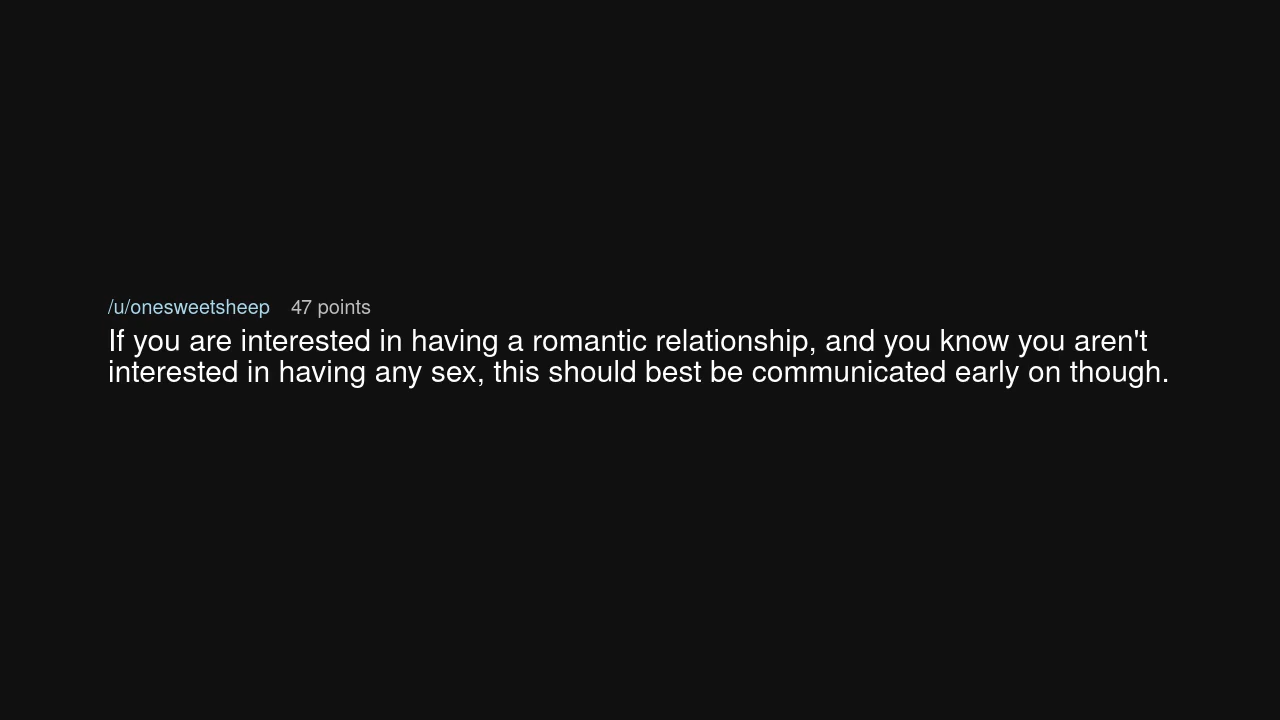 /u/onesweetsheep 47 points
If you are interested in having a romantic relationship, and you know you aren't
interested in having any sex, this should best be communicated early on though.